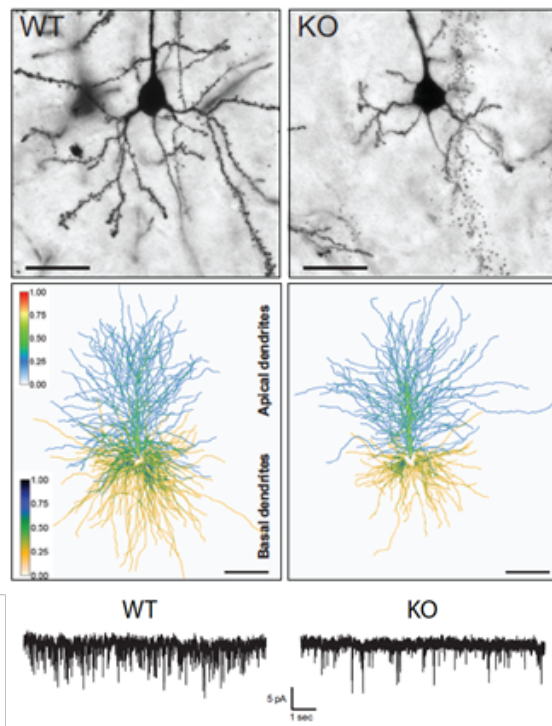 WT
KO
1.00
0.75
0.50
0.25
0.00
Apical dendrites
1.00
0.75
0.50
0.25
0.00
Basal dendrites
WT
KO
5 pA
1 sec